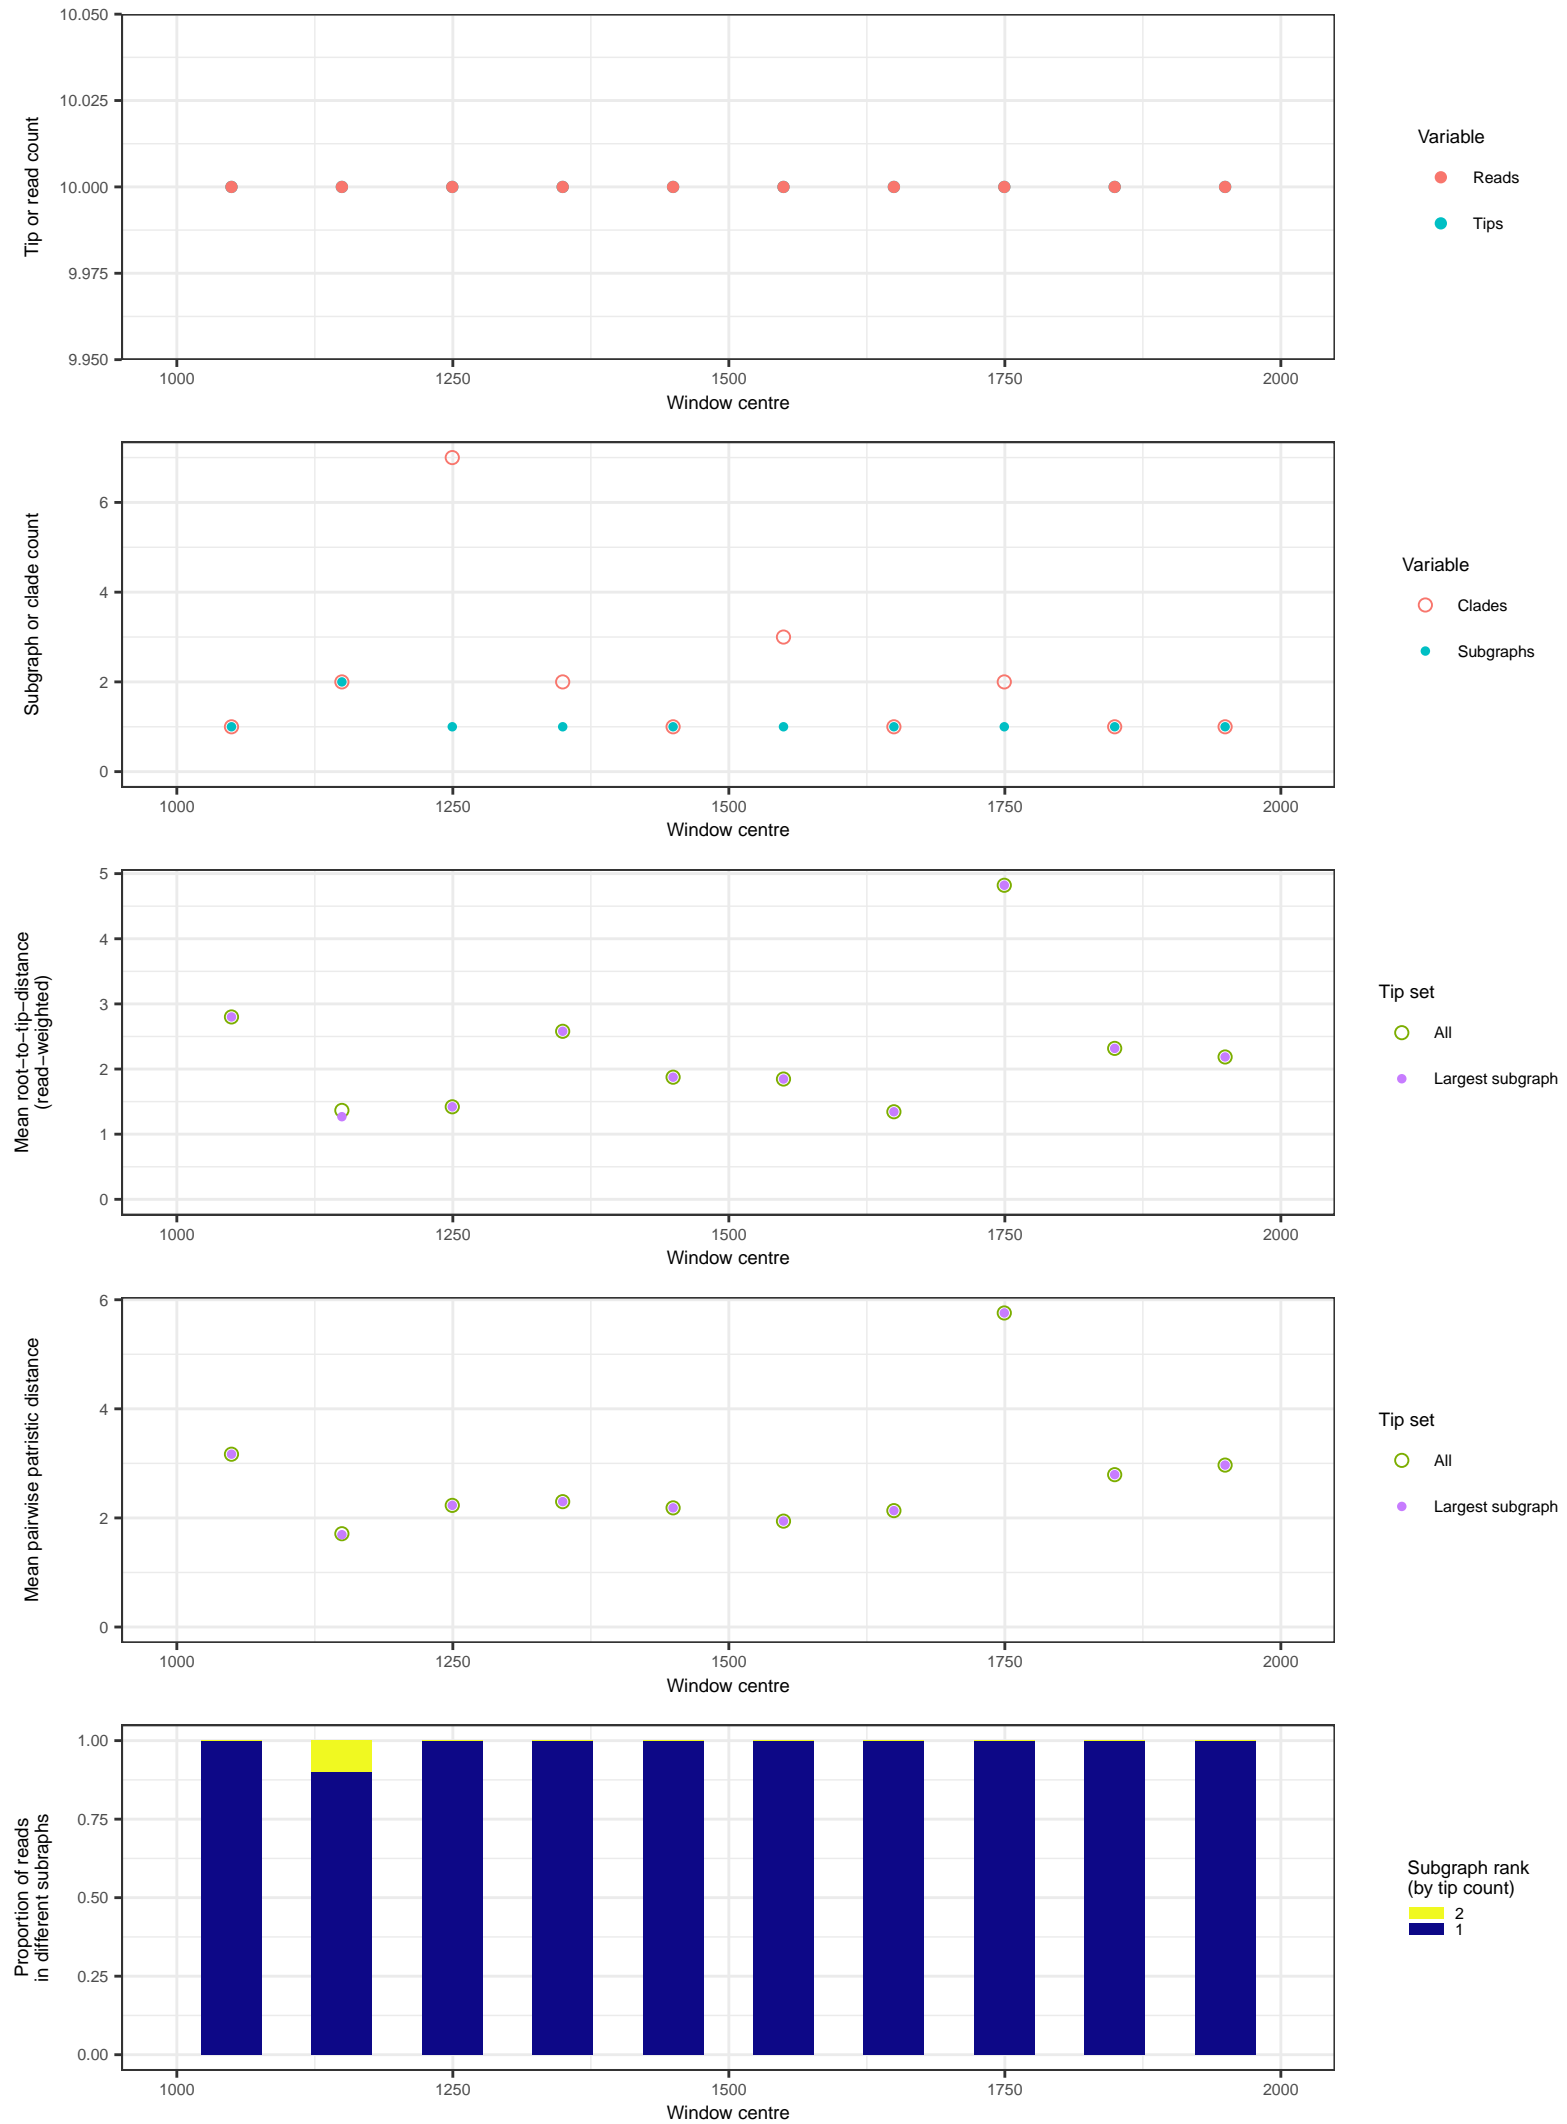 10.050
10.025
10.000
9.975
9.950
Tip or read count
1000 1250 1500 1750 2000
Window centre
Variable
Reads
Tips
6
4
2
0
Subgraph or clade count
1000 1250 1500 1750 2000
Window centre
Variable
Clades
Subgraphs
5
4
3
2
1
0
Mean root−to−tip−distance
(read−weighted)
1000 1250 1500 1750 2000
Window centre
Tip set
All
Largest subgraph
6
4
2
0
Mean pairwise patristic distance
1000 1250 1500 1750 2000
Window centre
Tip set
All
Largest subgraph
1.00
0.75
0.50
0.25
0.00
Proportion of reads
in different subraphs
1000 1250 1500 1750 2000
Window centre
Subgraph rank
(by tip count)
2
1